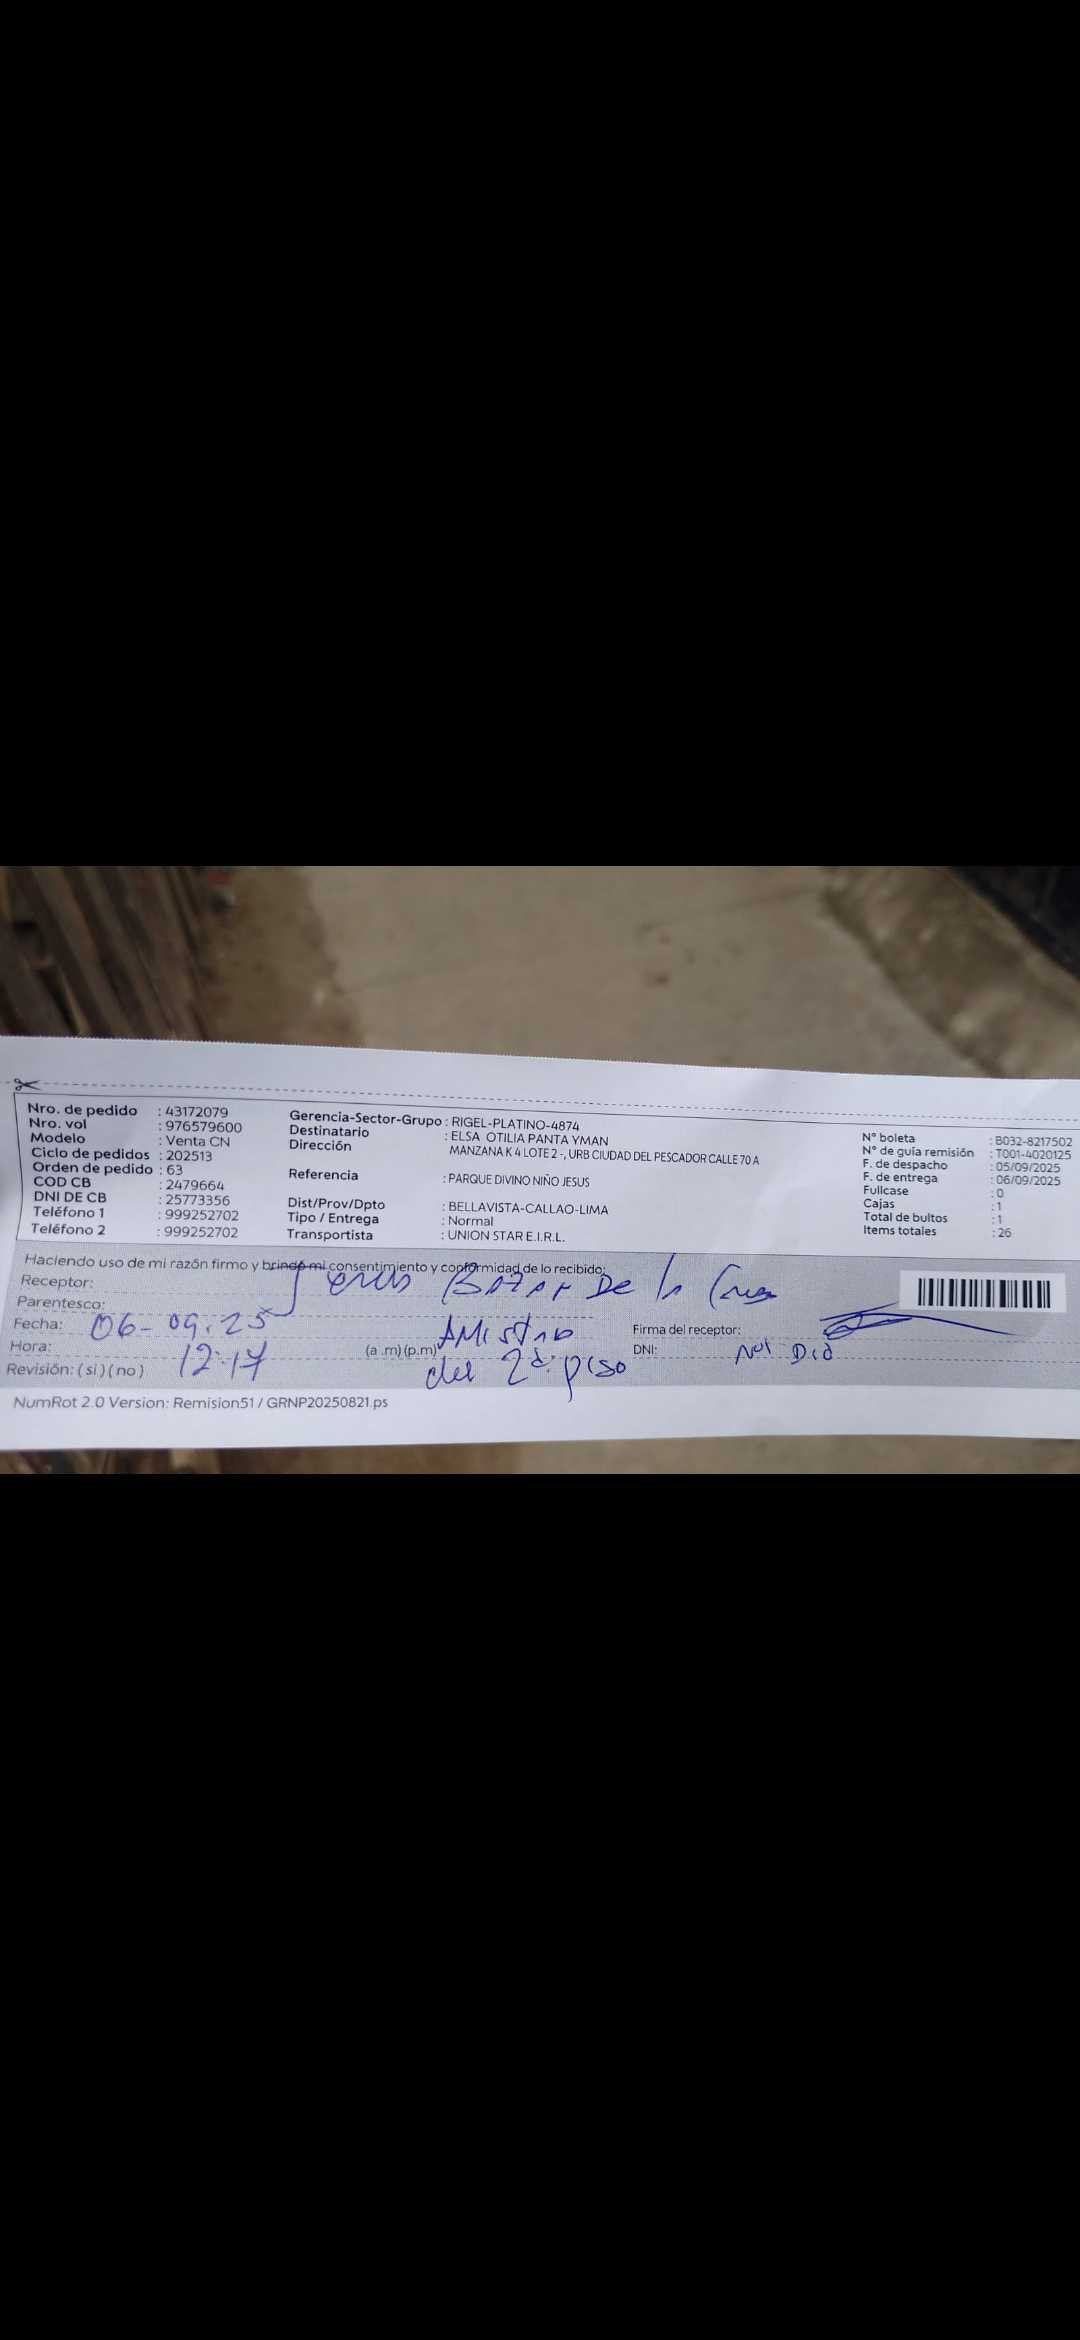 Nro. de pedido : 43172079
Nro. vol : 976579600
Modelo : Venta CN
Ciclo de pedidos : 202513
Orden de pedido : 63
COD CB : 2479664
DNI DE CB : 25773356
Teléfono 1 : 999252702
Teléfono 2 : 999252702
Gerencia-Sector-Grupo : RIGEL-PLATINO-4874
Destinatario : ELSA OTILIA PANTA YMAN
Dirección MANZANA K 4 LOTE 2 -, URB CIUDAD DEL PESCADOR CALLE 70 A
Referencia : PARQUE DIVINO NIÑO JESUS
Dist/Prov/Dpto : BELLAVISTA-CALLAO-LIMA
Tipo / Entrega : Normal
Transportista : UNION STAR E.I.R.L.
N° boleta : B032-8217502
N° de guía remisión : T001-4020125
F. de despacho : 05/09/2025
F. de entrega : 06/09/2025
Fullcase : 0
Cajas : 1
Total de bultos : 1
Items totales : 26
Haciendo uso de mi razón firmo y brindo mi consentimiento y conformidad de lo recibido:
Receptor: De la Cruz
Parentesco: Amistad
del 2d. piso
Fecha: 06-09.25
Hora: 12:17 (a .m) (p.m)
Revisión: ( si ) ( no )
Firma del receptor:
DNI: Dio
NumRot 2.0 Version: Remision51 / GRNP20250821.ps